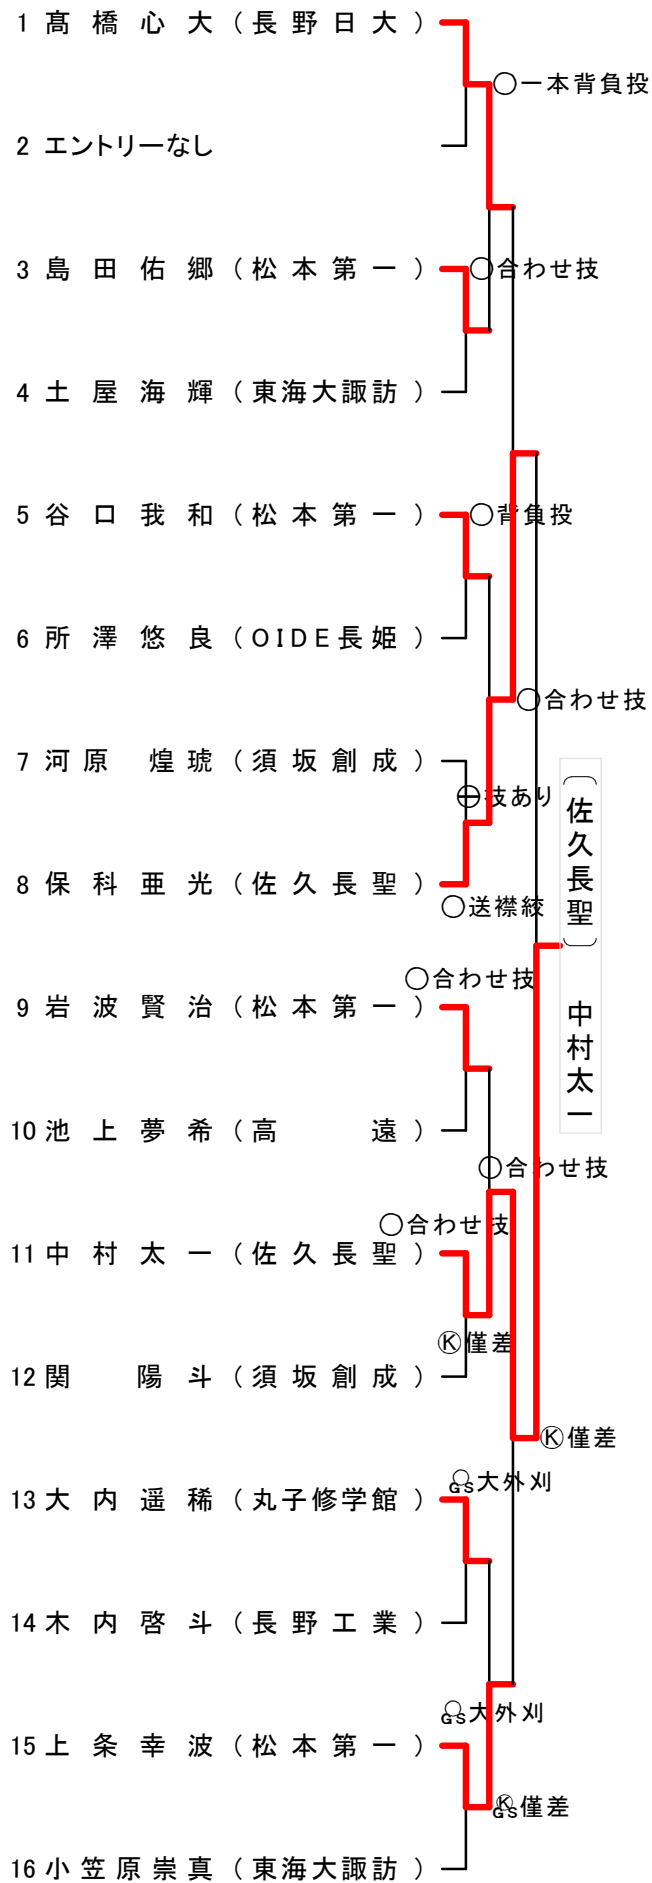 1 髙橋心大（長野日大）
○一本背負投
2 エントリーなし
3 島田佑郷（松本第一）
○合わせ技
4 土屋海輝（東海大諏訪）
5 谷口我和（松本第一）
○背負投
6 所澤悠良（OIDE長姫）
○合わせ技
7 河原煌琥（須坂創成）
技あり
8 保科亜光（佐久長聖）
○送襟絞
（佐久長聖）中村太一
○合わせ技
9 岩波賢治（松本第一）
10 池上夢希（高遠）
○合わせ技
○合わせ技
11 中村太一（佐久長聖）
Ⓚ僅差
12 関陽斗（須坂創成）
Ⓚ僅差
○GS大外刈
13 大内遥稀（丸子修学館）
14 木内啓斗（長野工業）
○GS大外刈
15 上条幸波（松本第一）
ⓀGS僅差
16 小笠原崇真（東海大諏訪）